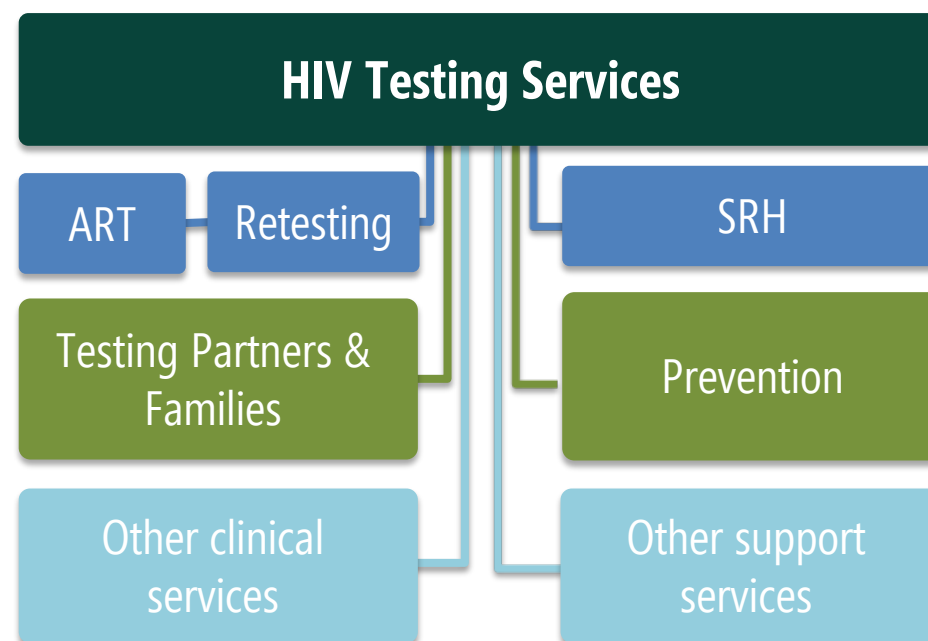 HIV Testing Services
ART
Retesting
SRH
Testing Partners &
Families
Prevention
Other clinical
services
Other support
services